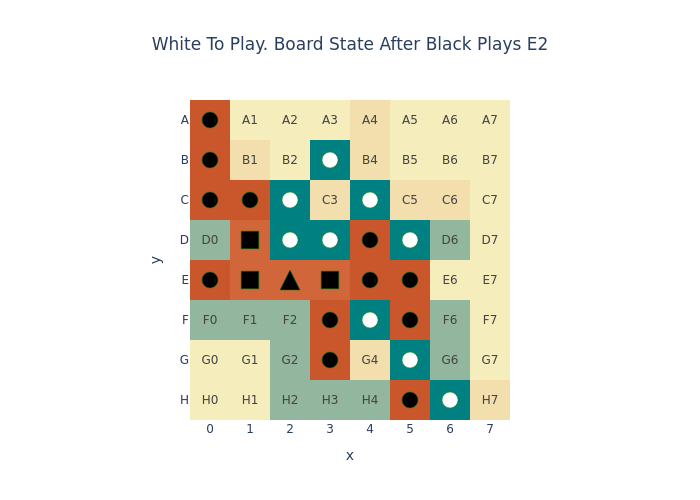 White To Play. Board State After Black Plays E2
A A1 A2 A3 A4 A5 A6 A7
B B1 B2 B4 B5 B6 B7
C C3 C5 C6 C7
D D0 D6 D7
y
E E6 E7
F F0 F1 F2 F6 F7
G G0 G1 G2 G4 G6 G7
H H0 H1 H2 H3 H4 H7
0 1 2 3 4 5 6 7
x